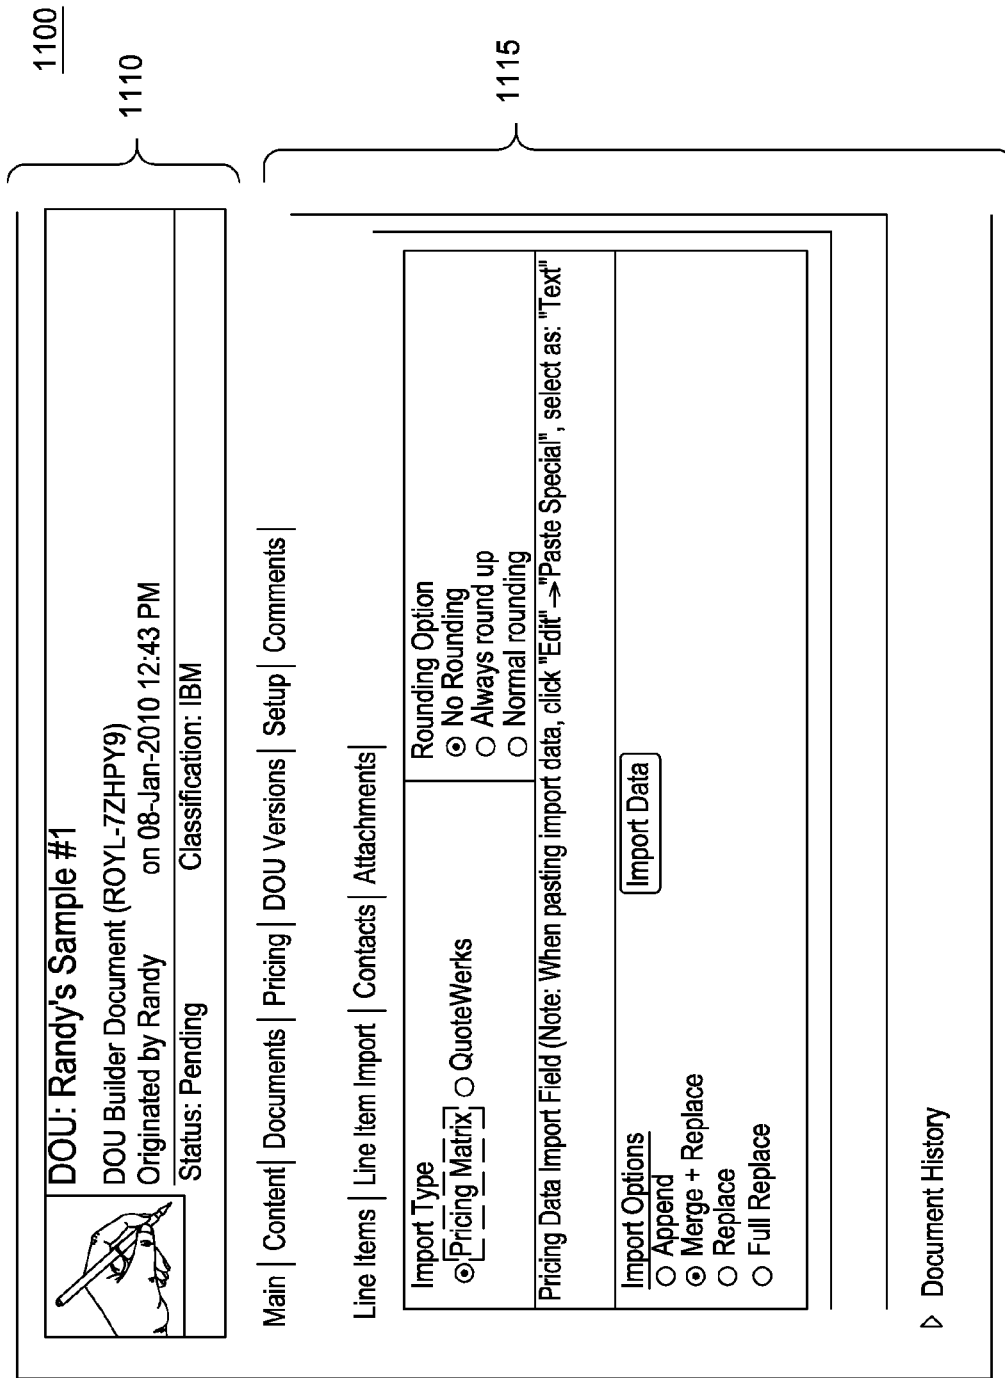 1100
1110
DOU: Randy's Sample #1
DOU Builder Document (ROYL-7ZHPY9)
Originated by Randy on 08-Jan-2010 12:43 PM
Status: Pending Classification: IBM
1115
Main | Content | Documents | Pricing | DOU Versions | Setup | Comments |
Line Items | Line Item Import | Contacts | Attachments |
Import Type
Pricing Matrix QuoteWerks
Rounding Option
No Rounding
Always round up
Normal rounding
Pricing Data Import Field (Note: When pasting import data, click "Edit"→"Paste Special", select as: "Text"
Import Options
Append
Merge + Replace
Replace
Full Replace
Import Data
Document History